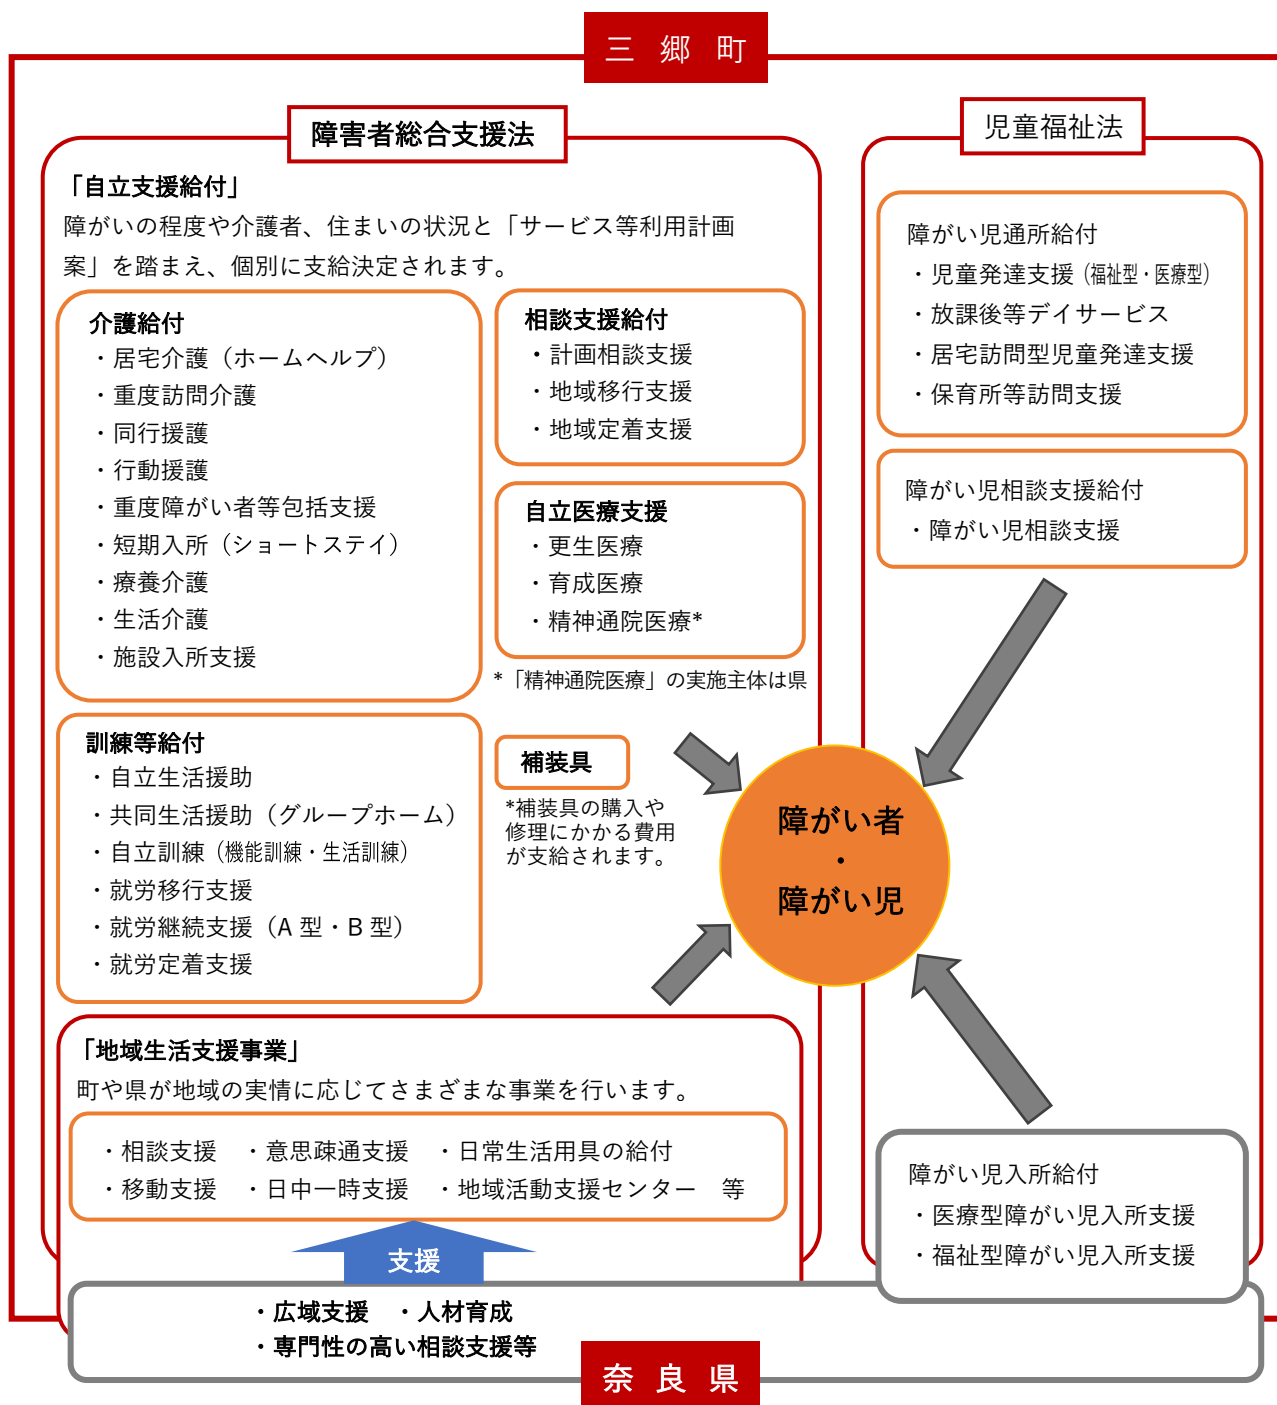 三 郷 町
障害者総合支援法
「自立支援給付」
障がいの程度や介護者、住まいの状況と「サービス等利用計画
案」を踏まえ、個別に支給決定されます。
介護給付
・居宅介護（ホームヘルプ）
・重度訪問介護
・同行援護
・行動援護
・重度障がい者等包括支援
・短期入所（ショートステイ）
・療養介護
・生活介護
・施設入所支援
相談支援給付
・計画相談支援
・地域移行支援
・地域定着支援
自立医療支援
・更生医療
・育成医療
・精神通院医療*
*「精神通院医療」の実施主体は県
訓練等給付
・自立生活援助
・共同生活援助（グループホーム）
・自立訓練（機能訓練・生活訓練）
・就労移行支援
・就労継続支援（A 型・B 型）
・就労定着支援
補装具
*補装具の購入や
修理にかかる費用
が支給されます。
「地域生活支援事業」
町や県が地域の実情に応じてさまざまな事業を行います。
・相談支援　・意思疎通支援　・日常生活用具の給付
・移動支援　・日中一時支援　・地域活動支援センター　等
支援
児童福祉法
障がい児通所給付
・児童発達支援（福祉型・医療型）
・放課後等デイサービス
・居宅訪問型児童発達支援
・保育所等訪問支援
障がい児相談支援給付
・障がい児相談支援
障がい者
・
障がい児
障がい児入所給付
・医療型障がい児入所支援
・福祉型障がい児入所支援
・広域支援　・人材育成
・専門性の高い相談支援等
奈 良 県